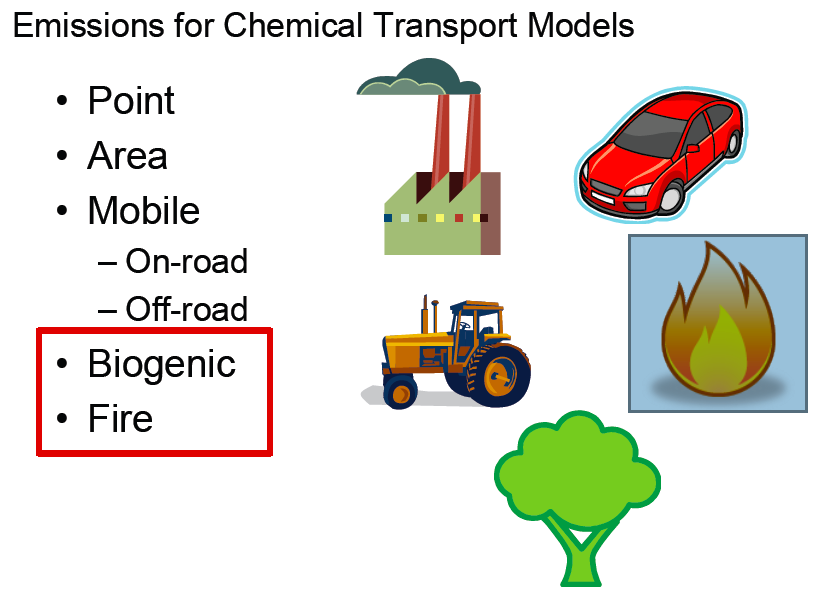 Emissions for Chemical Transport Models
• Point
• Area
• Mobile
– On-road
– Off-road
• Biogenic
• Fire